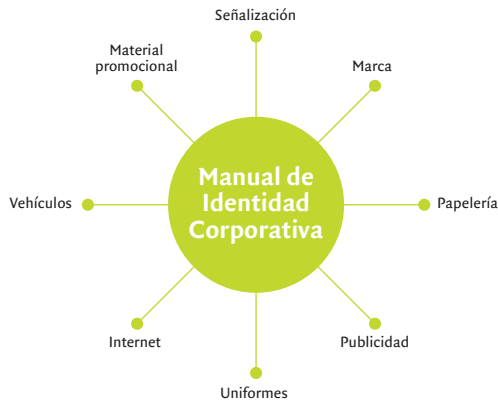 Señalización
Material
promocional
Marca
Manual de
Identidad
Corporativa
Vehículos
Papelería
Internet
Publicidad
Uniformes